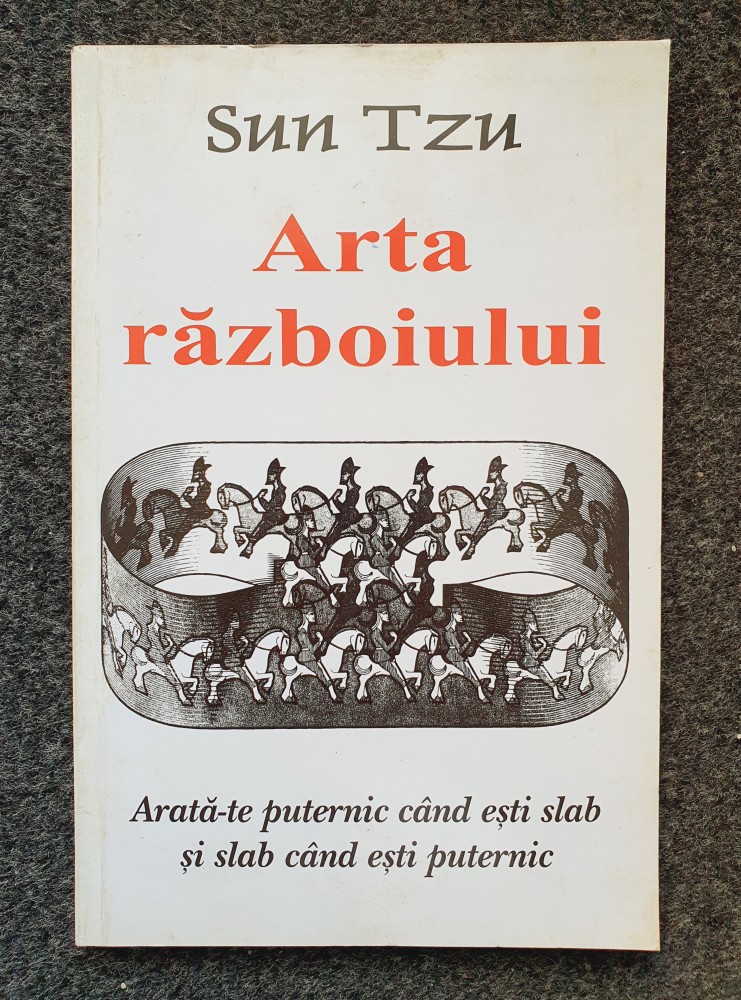 Sun Tzu
Arta
războiului
Arată-te puternic când ești slab
și slab când ești puternic